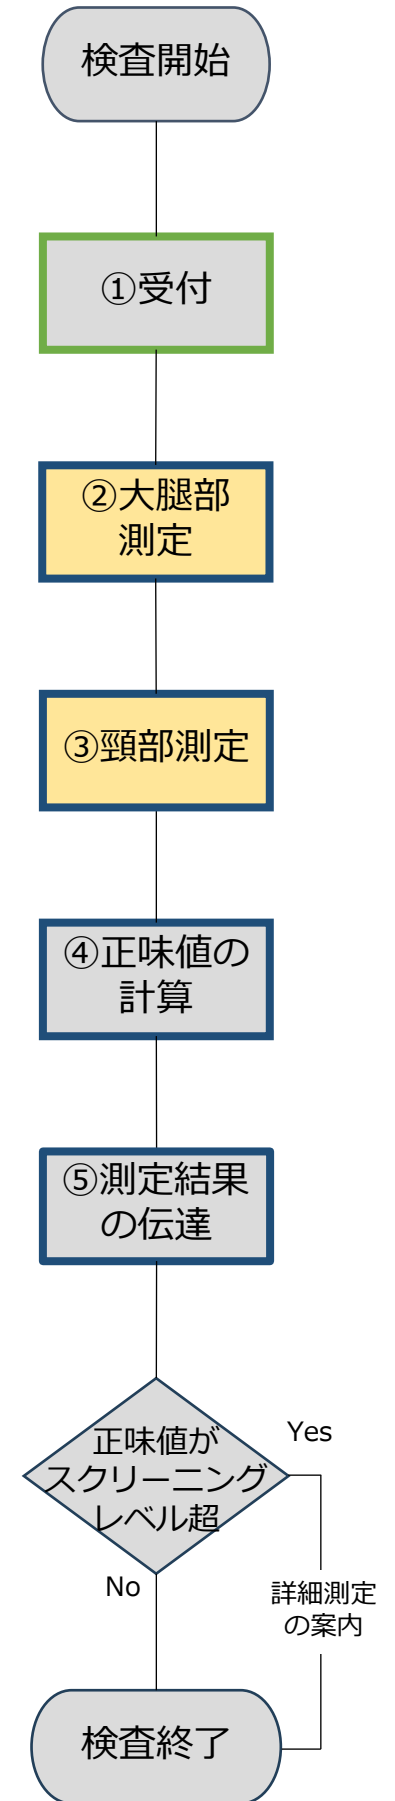 検査開始
①受付
②大腿部
測定
③頸部測定
④正味値の
計算
⑤測定結果
の伝達
正味値が
スクリーニング
レベル超
Yes
No
詳細測定
の案内
検査終了